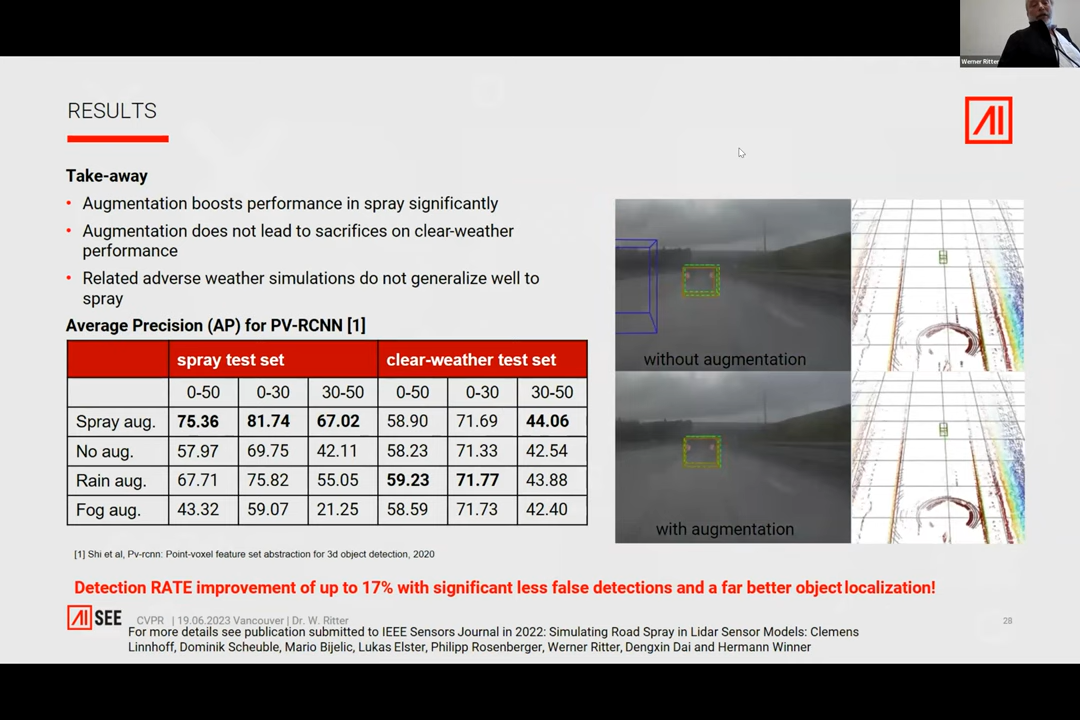 Werner Ritter
RESULTS
AI
Take-away
• Augmentation boosts performance in spray significantly
• Augmentation does not lead to sacrifices on clear-weather
performance
• Related adverse weather simulations do not generalize well to
spray
Average Precision (AP) for PV-RCNN [1]
spray test set clear-weather test set
0-50 0-30 30-50 0-50 0-30 30-50
Spray aug. 75.36 81.74 67.02 58.90 71.69 44.06
No aug. 57.97 69.75 42.11 58.23 71.33 42.54
Rain aug. 67.71 75.82 55.05 59.23 71.77 43.88
Fog aug. 43.32 59.07 21.25 58.59 71.73 42.40
without augmentation
with augmentation
[1] Shi et al, Pv-rcnn: Point-voxel feature set abstraction for 3d object detection, 2020
Detection RATE improvement of up to 17% with significant less false detections and a far better object localization!
AI SEE CVPR | 19.06.2023 Vancouver | Dr. W. Ritter 28
For more details see publication submitted to IEEE Sensors Journal in 2022: Simulating Road Spray in Lidar Sensor Models: Clemens
Linnhoff, Dominik Scheuble, Mario Bijelic, Lukas Elster, Philipp Rosenberger, Werner Ritter, Dengxin Dai and Hermann Winner